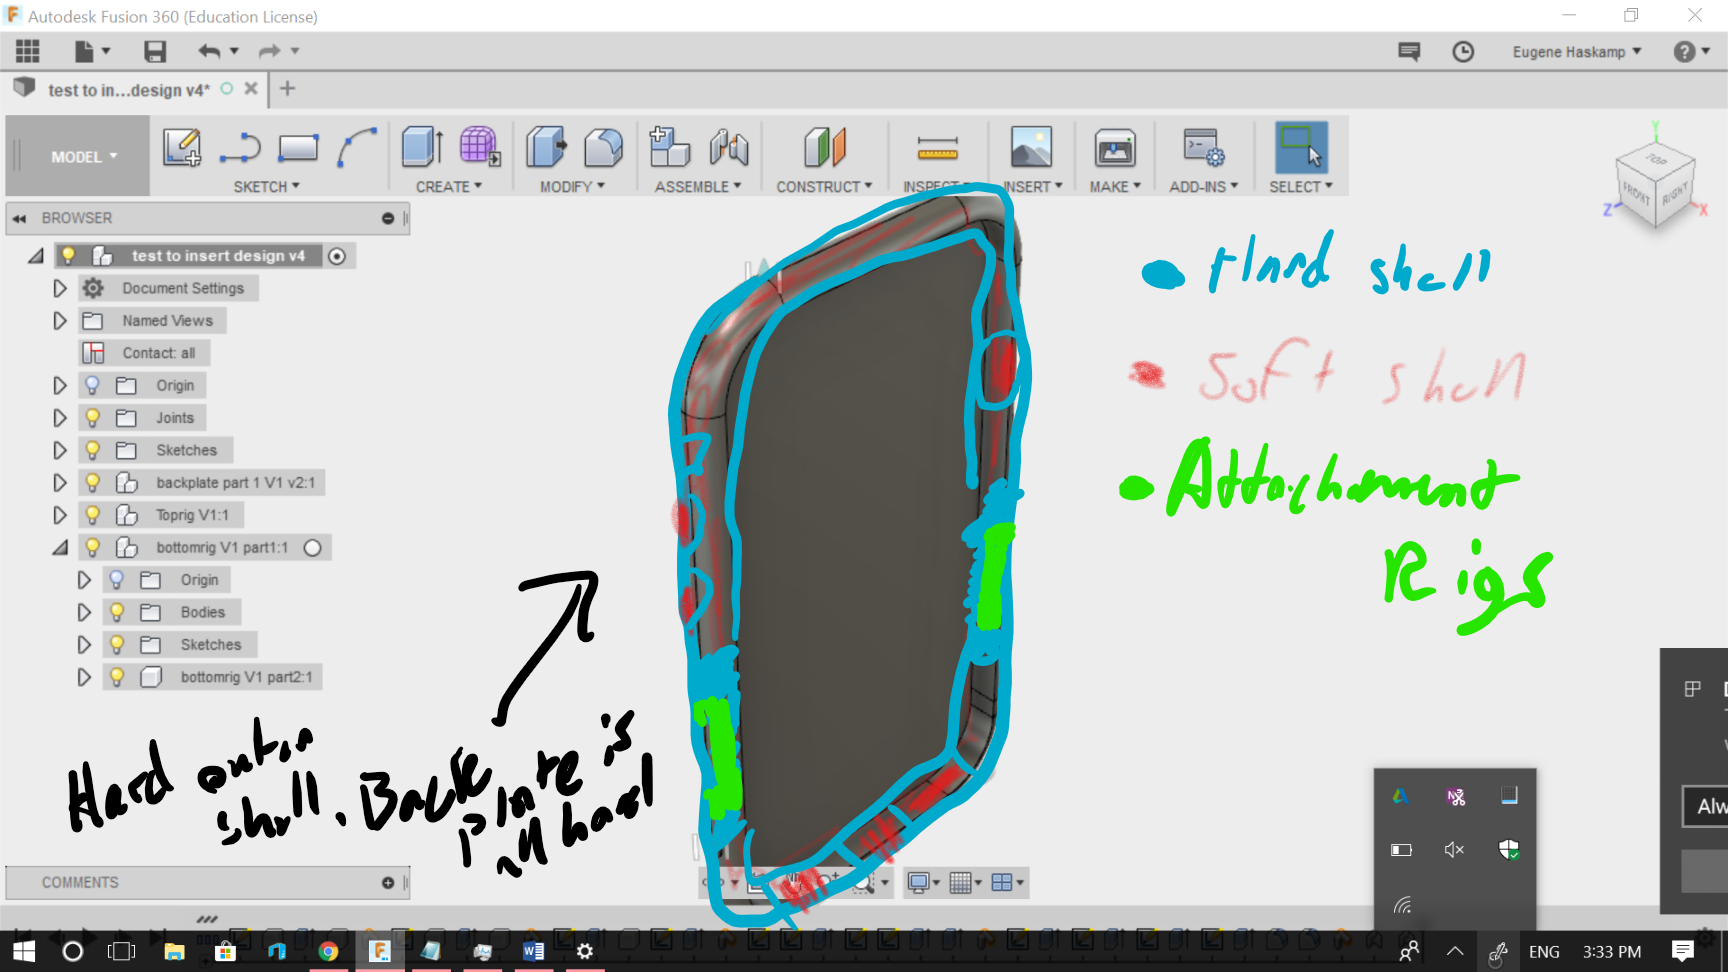 Autodesk Fusion 360 (Education License)
Eugene Haskamp
test to in...design v4*
MODEL
SKETCH
CREATE
MODIFY
ASSEMBLE
CONSTRUCT
INSPECT
INSERT
MAKE
ADD-INS
SELECT
TOP
FRONT
RIGHT
Y
Z
X
BROWSER
test to insert design v4
Document Settings
Named Views
Contact: all
Origin
Joints
Sketches
backplate part 1 V1 v2:1
Toprig V1:1
bottomrig V1 part1:1
Origin
Bodies
Sketches
bottomrig V1 part2:1
Hard shell
Soft shell
Attachement
Rigs
Hard
shell. Back
is
hard
COMMENTS
Alw
ENG
3:33 PM